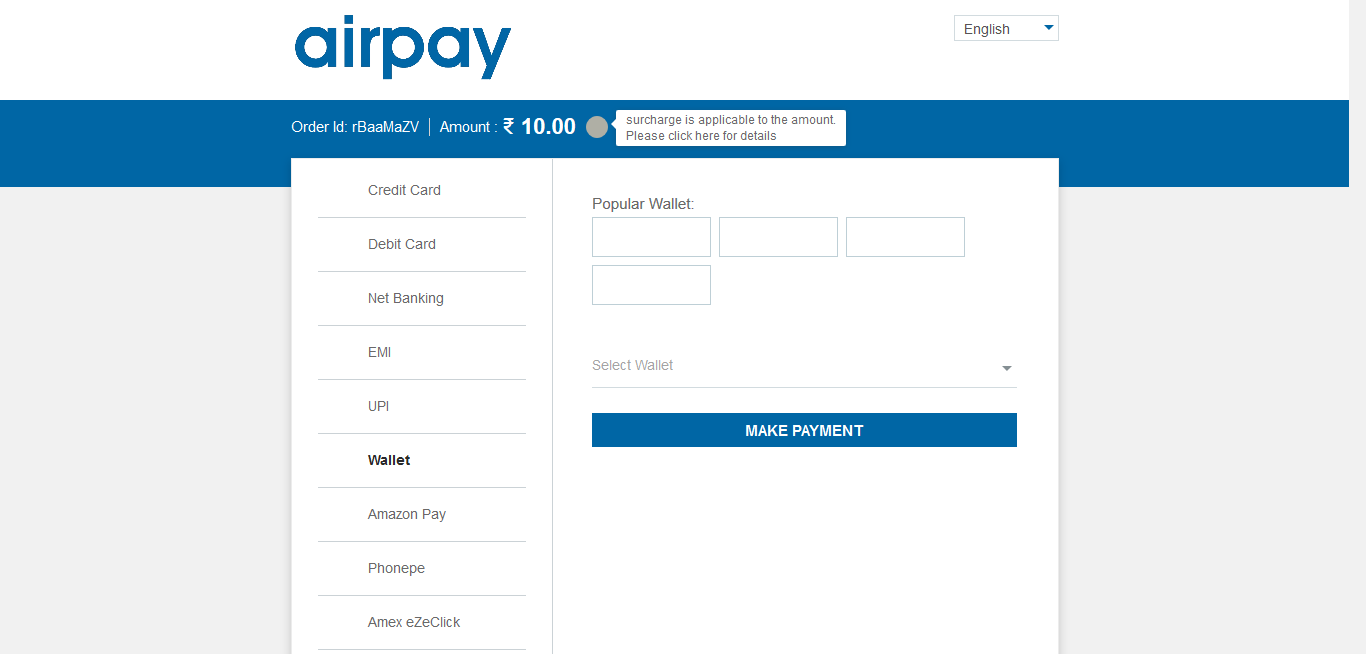 airpay
English
Order Id: rBaaMaZV | Amount : ₹ 10.00
surcharge is applicable to the amount.
Please click here for details
Credit Card
Debit Card
Net Banking
EMI
UPI
Wallet
Amazon Pay
Phonepe
Amex eZeClick
Popular Wallet:
Select Wallet
MAKE PAYMENT